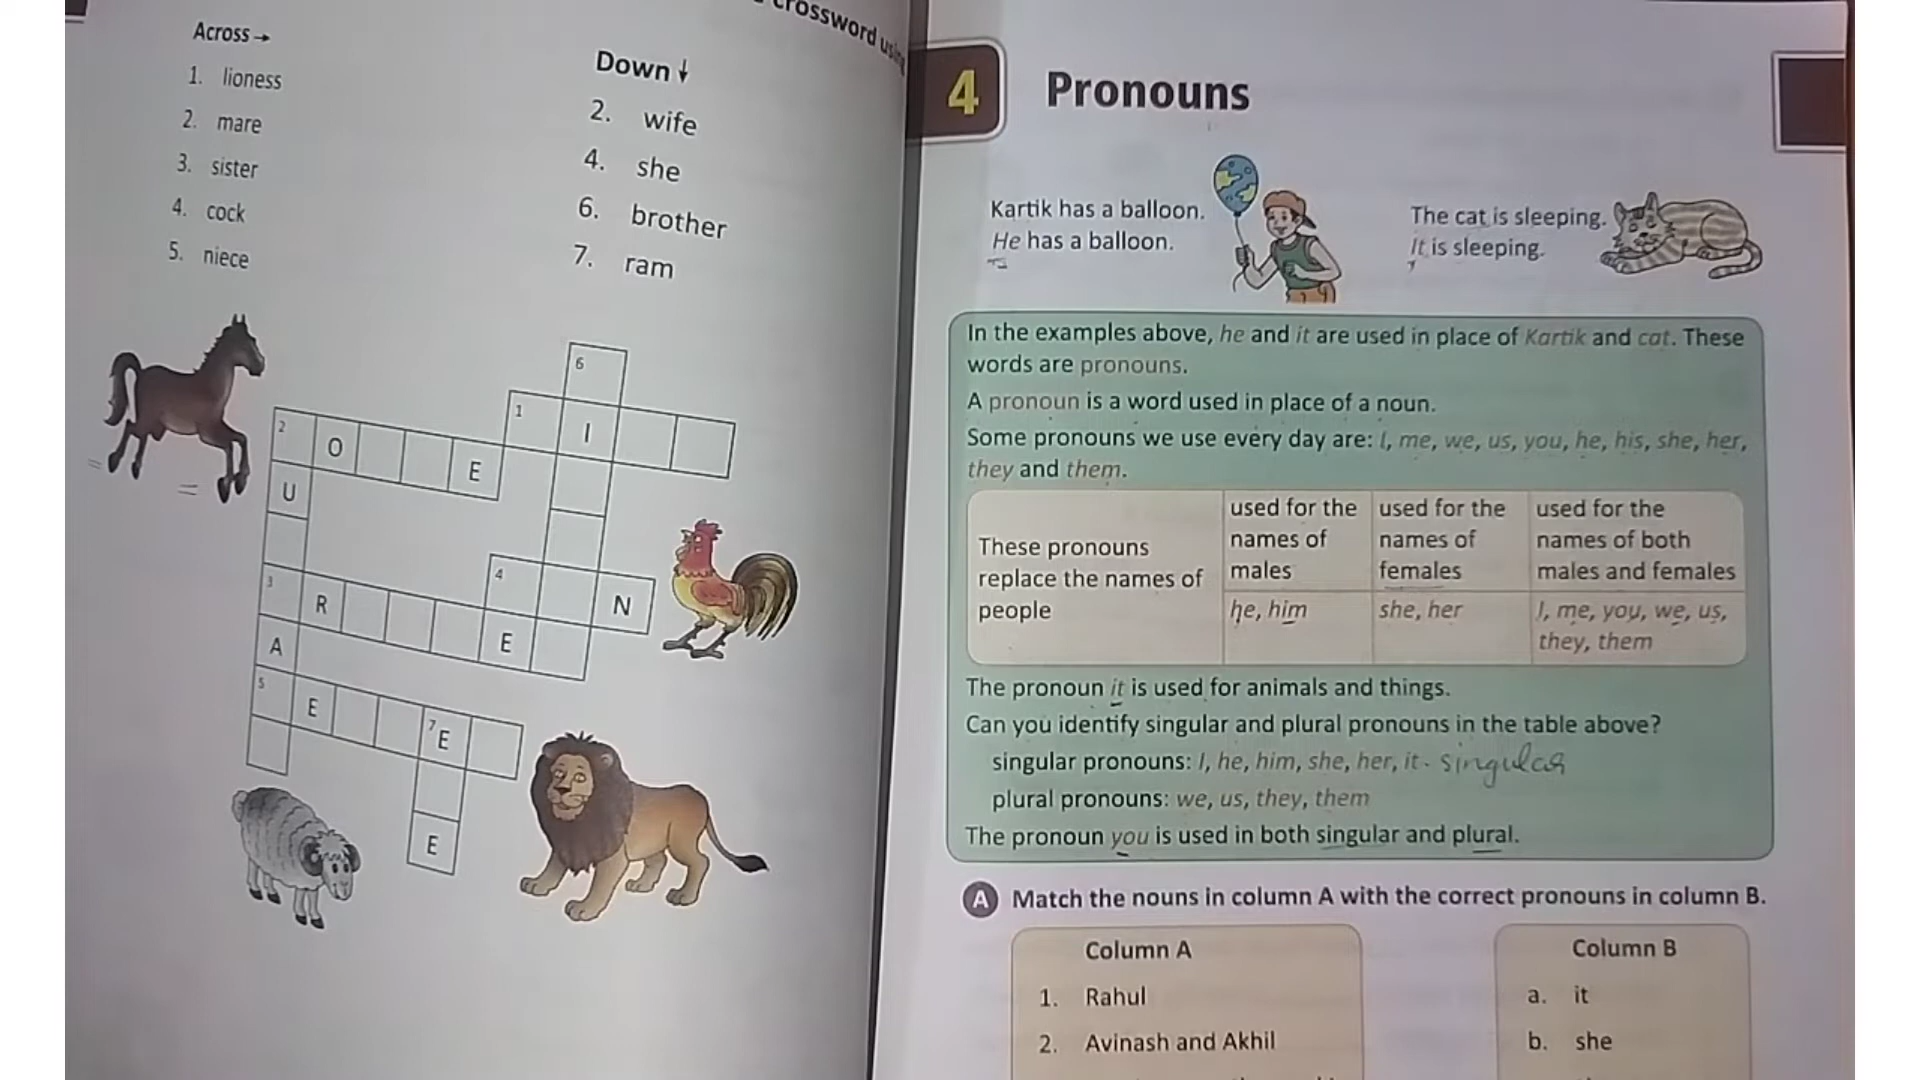 crossword using
Across →
1. lioness
2. mare
3. sister
4. cock
5. niece
Down ↓
2. wife
4. she
6. brother
7. ram
6
1 I
2 O E
U
3 R
4 N
E
A
5 E 7 E
E
4 Pronouns
Kartik has a balloon.
He has a balloon.
The cat is sleeping.
It is sleeping.
In the examples above, he and it are used in place of Kartik and cat. These
words are pronouns.
A pronoun is a word used in place of a noun.
Some pronouns we use every day are: I, me, we, us, you, he, his, she, her,
they and them.
These pronouns
replace the names of
people
used for the
names of
males
used for the
names of
females
used for the
names of both
males and females
he, him
she, her
I, me, you, we, us,
they, them
The pronoun it is used for animals and things.
Can you identify singular and plural pronouns in the table above?
singular pronouns: I, he, him, she, her, it - singular
plural pronouns: we, us, they, them
The pronoun you is used in both singular and plural.
A Match the nouns in column A with the correct pronouns in column B.
Column A
1. Rahul
2. Avinash and Akhil
Column B
a. it
b. she